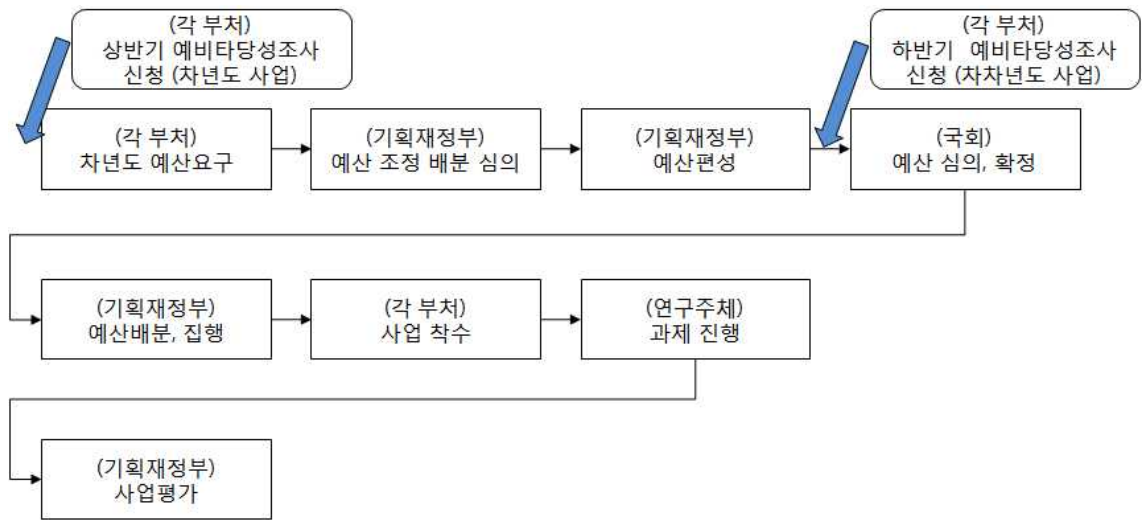 (각 부처)
상반기 예비타당성조사
신청 (차년도 사업)
(각 부처)
하반기 예비타당성조사
신청 (차차년도 사업)
(각 부처)
차년도 예산요구
(기획재정부)
예산 조정 배분 심의
(기획재정부)
예산편성
(국회)
예산 심의, 확정
(기획재정부)
예산배분, 집행
(각 부처)
사업 착수
(연구주체)
과제 진행
(기획재정부)
사업평가